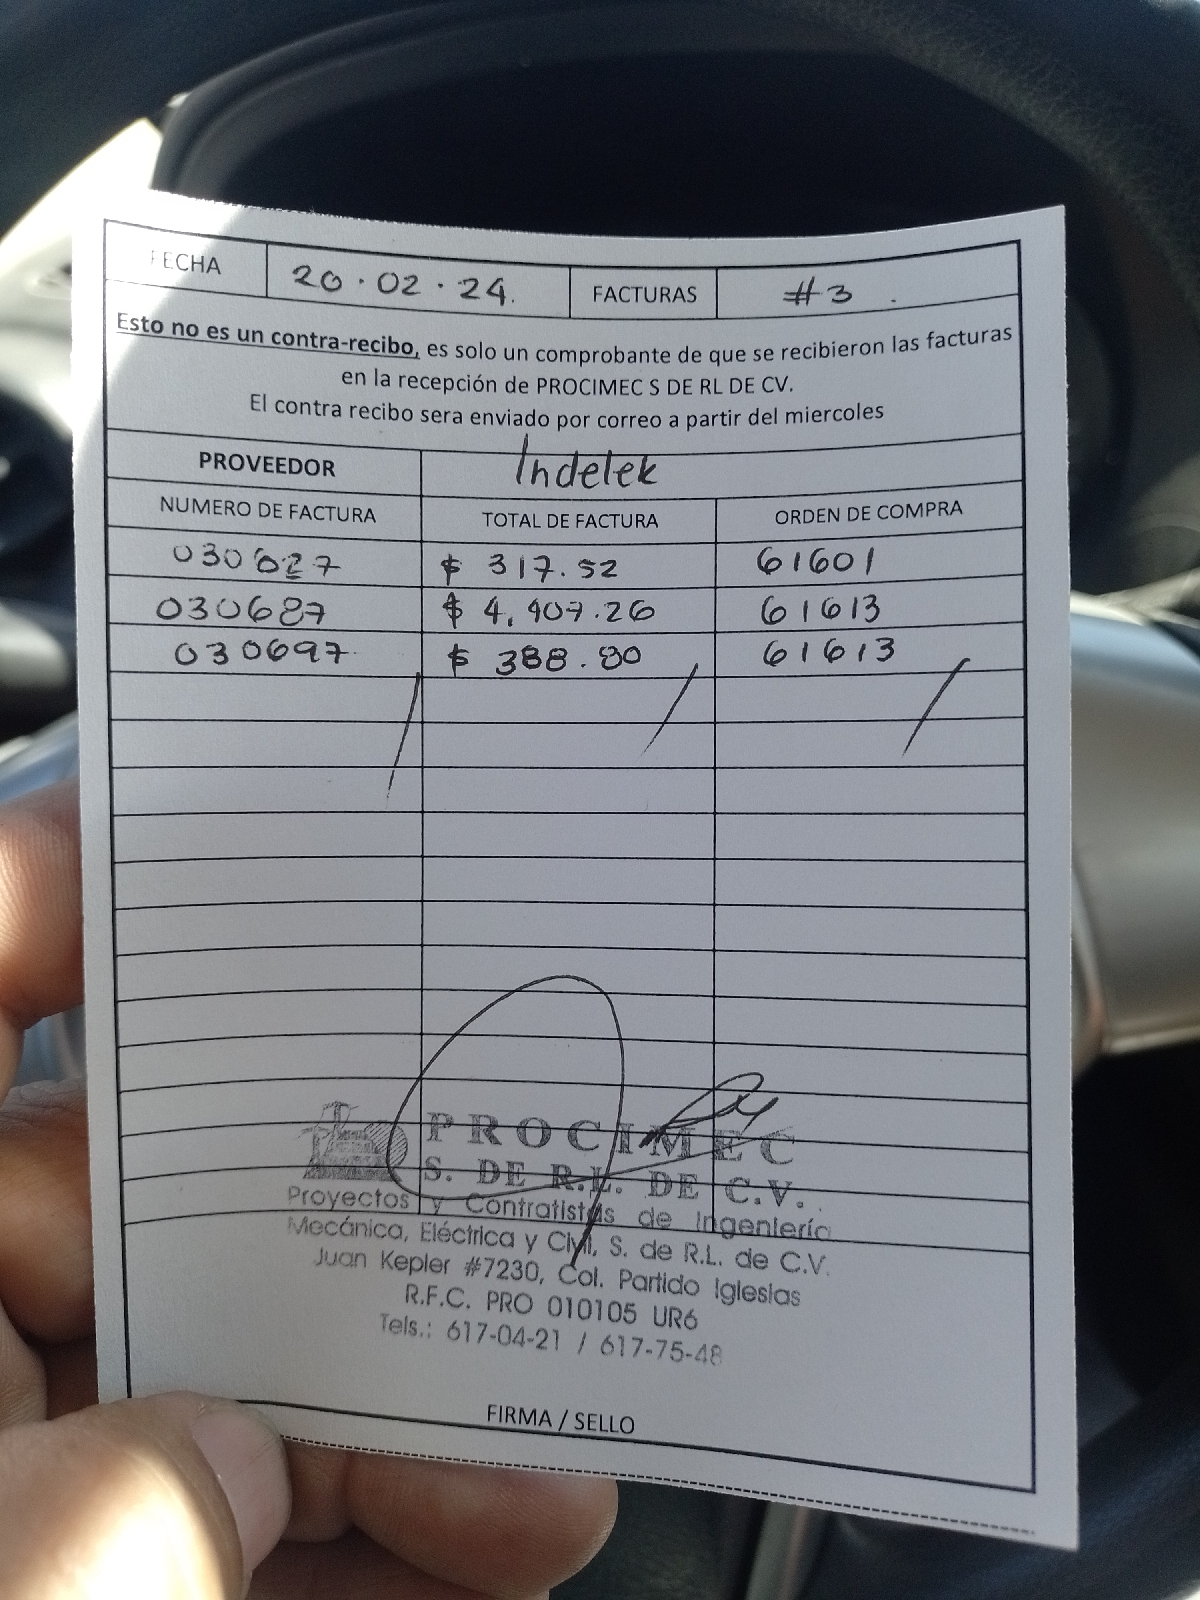 FECHA 20.02.24. FACTURAS #3.
Esto no es un contra-recibo, es solo un comprobante de que se recibieron las facturas
en la recepción de PROCIMEC S DE RL DE CV.
El contra recibo sera enviado por correo a partir del miercoles
PROVEEDOR Indelek
NUMERO DE FACTURA TOTAL DE FACTURA ORDEN DE COMPRA
030627 $ 317.52 61601
030687 $ 4,907.26 61613
030697 $ 388.80 61613
PROCIMEC
S. DE R.L. DE C.V.
Proyectos y Contratistas de Ingeniería
Mecánica, Eléctrica y Civil, S. de R.L. de C.V.
Juan Kepler #7230, Col. Partido Iglesias
R.F.C. PRO 010105 UR6
Tels.: 617-04-21 / 617-75-48
FIRMA / SELLO